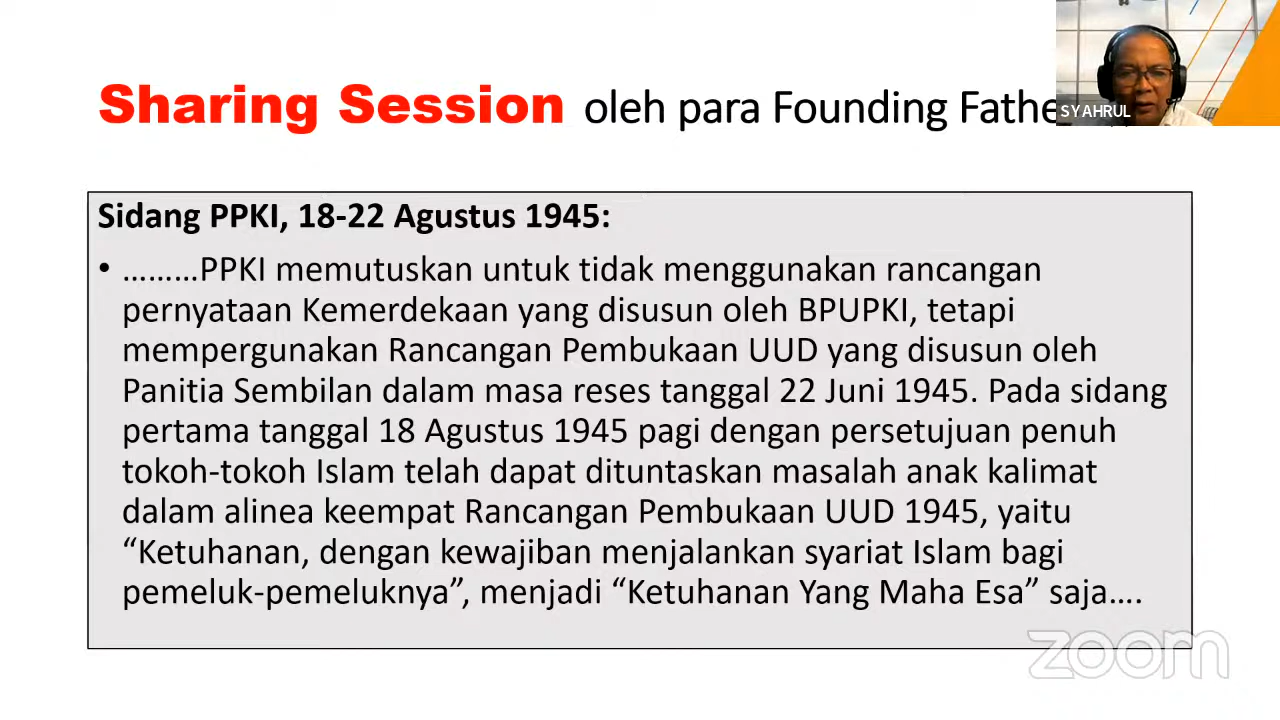 Sharing Session oleh para Founding Fathe
SYAHRUL
Sidang PPKI, 18-22 Agustus 1945:
• ………PPKI memutuskan untuk tidak menggunakan rancangan
pernyataan Kemerdekaan yang disusun oleh BPUPKI, tetapi
mempergunakan Rancangan Pembukaan UUD yang disusun oleh
Panitia Sembilan dalam masa reses tanggal 22 Juni 1945. Pada sidang
pertama tanggal 18 Agustus 1945 pagi dengan persetujuan penuh
tokoh-tokoh Islam telah dapat dituntaskan masalah anak kalimat
dalam alinea keempat Rancangan Pembukaan UUD 1945, yaitu
“Ketuhanan, dengan kewajiban menjalankan syariat Islam bagi
pemeluk-pemeluknya”, menjadi “Ketuhanan Yang Maha Esa” saja….
zoom